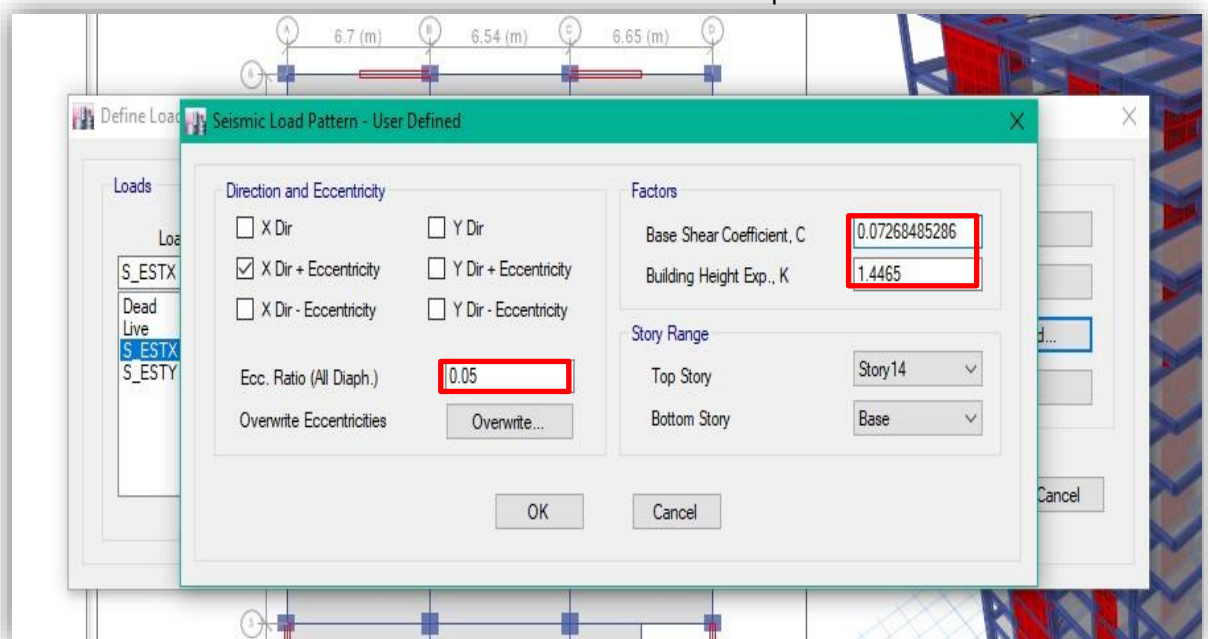 A B C D
6.7 (m) 6.54 (m) 6.65 (m)
6
Define Load
Seismic Load Pattern - User Defined
Loads
Loa
S_ESTX
Dead
Live
S_ESTX
S_ESTY
Direction and Eccentricity
X Dir
Y Dir
X Dir + Eccentricity
Y Dir + Eccentricity
X Dir - Eccentricity
Y Dir - Eccentricity
Ecc. Ratio (All Diaph.) 0.05
Overwrite Eccentricities Overwrite...
Factors
Base Shear Coefficient, C 0.07268485286
Building Height Exp., K 1.4465
Story Range
Top Story Story14
Bottom Story Base
OK Cancel
d...
Cancel
3